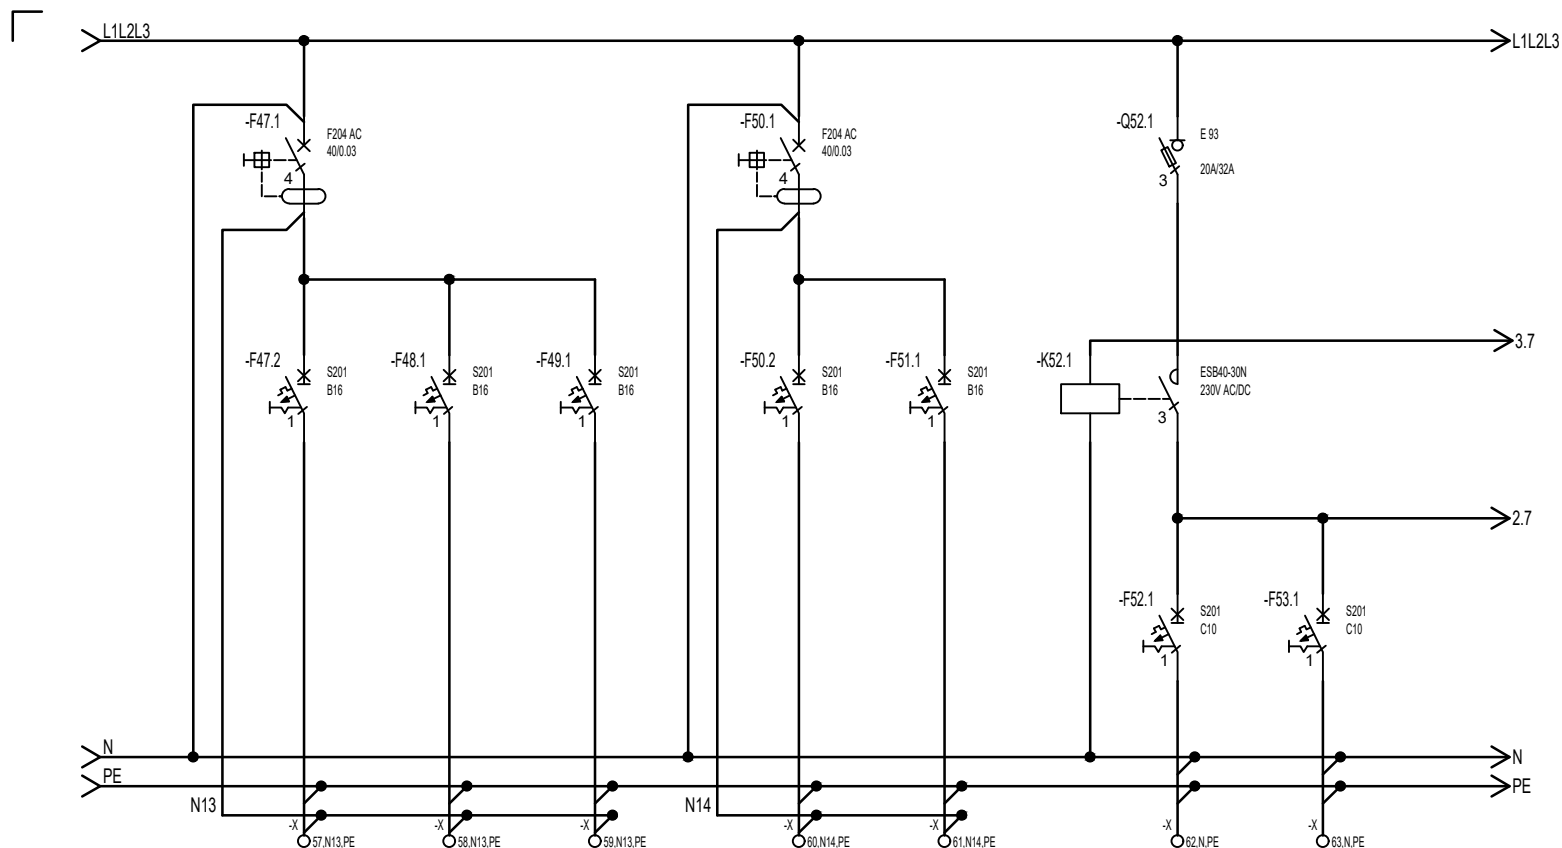 L1L2L3
L1L2L3
-F47.1
F204 AC
40/0.03
4
-F50.1
F204 AC
40/0.03
4
-Q52.1
E 93
20A/32A
3
3.7
-F47.2
S201
B16
1
-F48.1
S201
B16
1
-F49.1
S201
B16
1
-F50.2
S201
B16
1
-F51.1
S201
B16
1
-K52.1
ESB40-30N
230V AC/DC
3
2.7
-F52.1
S201
C10
1
-F53.1
S201
C10
1
N
N
PE
PE
N13
N14
-X
57,N13,PE
-X
58,N13,PE
-X
59,N13,PE
-X
60,N14,PE
-X
61,N14,PE
-X
62,N,PE
-X
63,N,PE